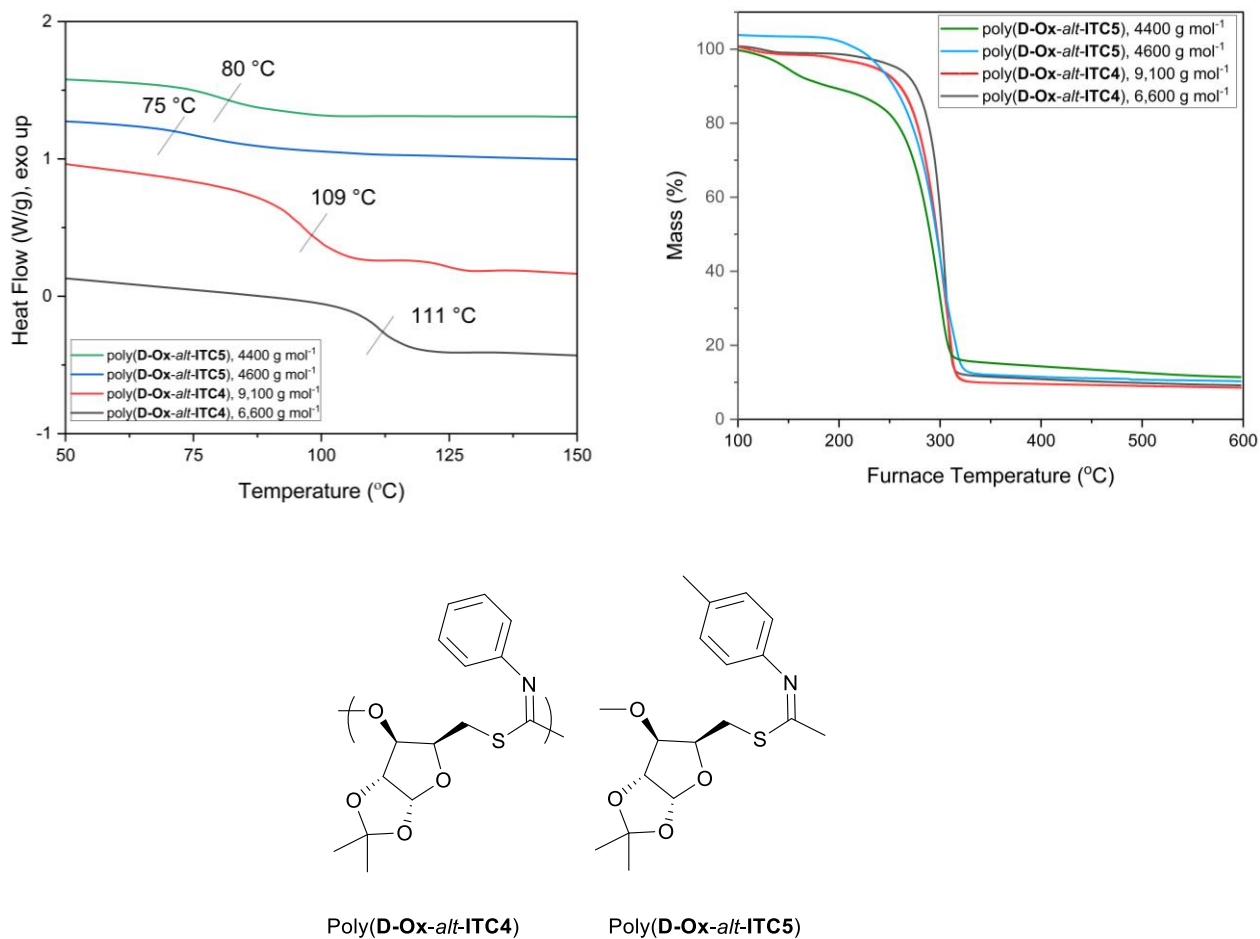 2
1
0
-1
Heat Flow (W/g), exo up
80 °C
75 °C
109 °C
111 °C
poly(D-Ox-alt-ITC5), 4400 g mol⁻¹
poly(D-Ox-alt-ITC5), 4600 g mol⁻¹
poly(D-Ox-alt-ITC4), 9,100 g mol⁻¹
poly(D-Ox-alt-ITC4), 6,600 g mol⁻¹
50 75 100 125 150
Temperature (°C)
poly(D-Ox-alt-ITC5), 4400 g mol⁻¹
poly(D-Ox-alt-ITC5), 4600 g mol⁻¹
poly(D-Ox-alt-ITC4), 9,100 g mol⁻¹
poly(D-Ox-alt-ITC4), 6,600 g mol⁻¹
100
80
60
40
20
0
Mass (%)
100 200 300 400 500 600
Furnace Temperature (°C)
N
O
S
O
O
O
N
O
S
O
O
O
Poly(D-Ox-alt-ITC4) Poly(D-Ox-alt-ITC5)